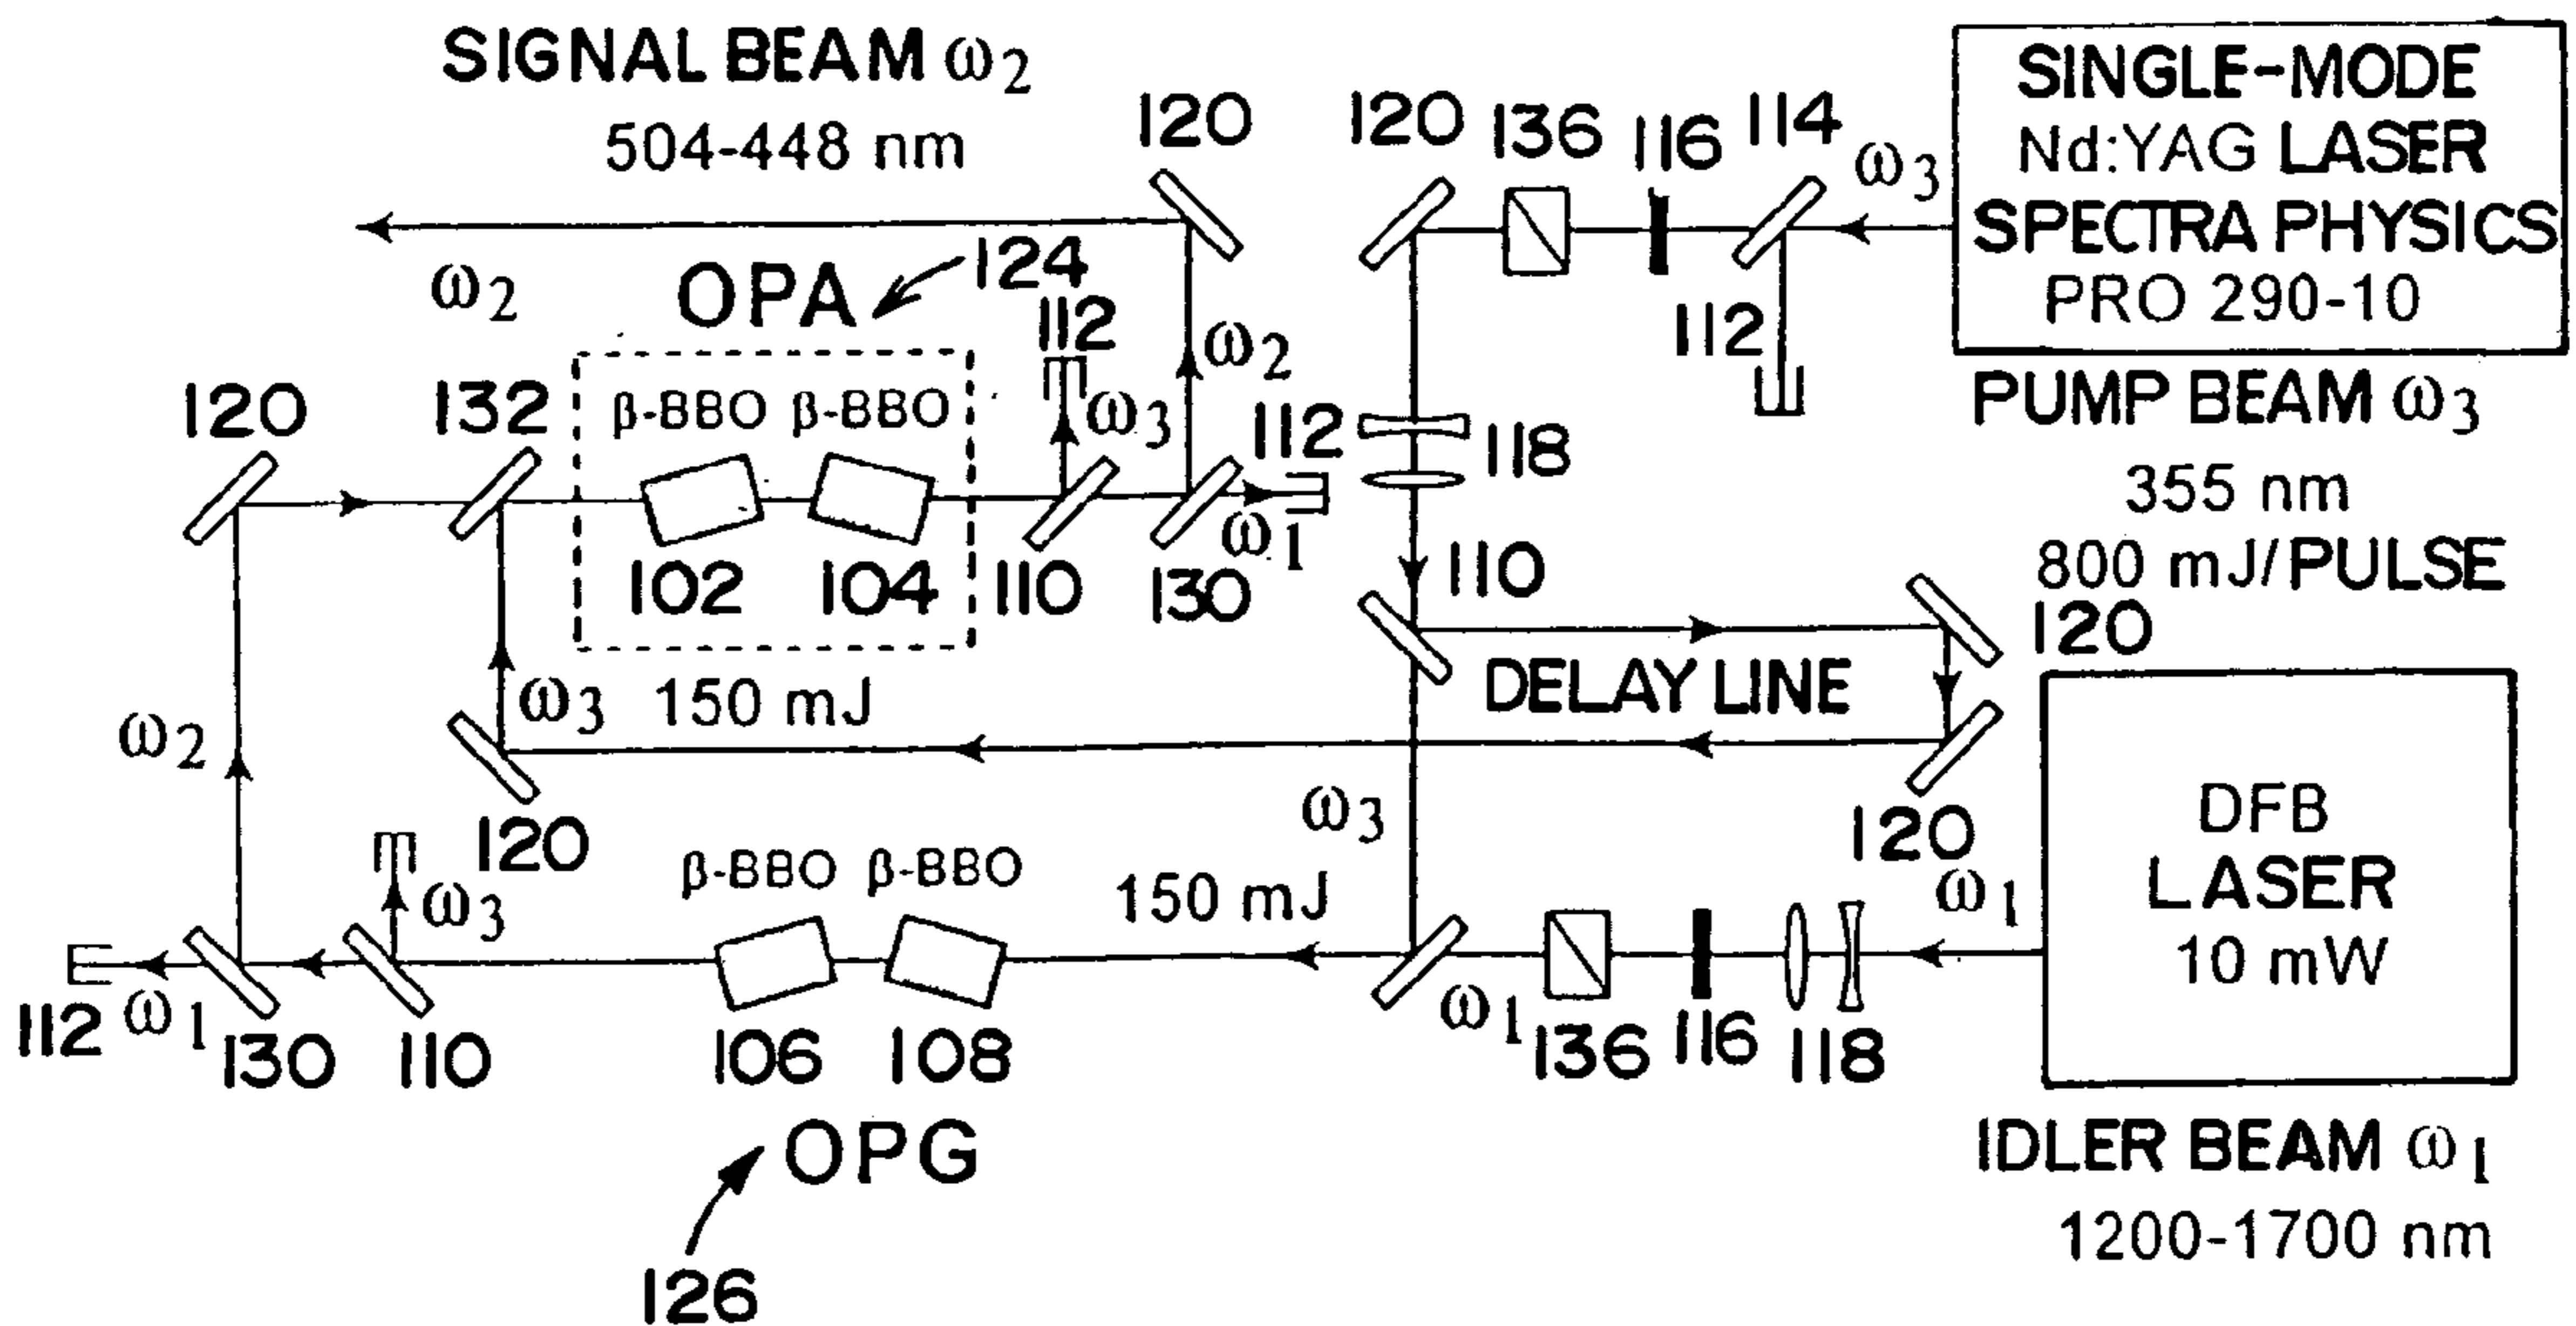 SIGNAL BEAM ω2
504-448 nm
120
120
136
116
114
ω3
SINGLE-MODE
Nd:YAG LASER
SPECTRA PHYSICS
PRO 290-10
ω2
OPA
124
112
ω2
112
PUMP BEAM ω3
355 nm
800 mJ/PULSE
120
132
β-BBO
β-BBO
ω3
112
118
102
104
110
130
ω1
110
120
ω2
ω3
150 mJ
DELAY LINE
120
ω3
120
DFB
LASER
10 mW
ω3
β-BBO
β-BBO
150 mJ
ω1
112
ω1
130
110
106
108
ω1
136
116
118
OPG
126
IDLER BEAM ω1
1200-1700 nm